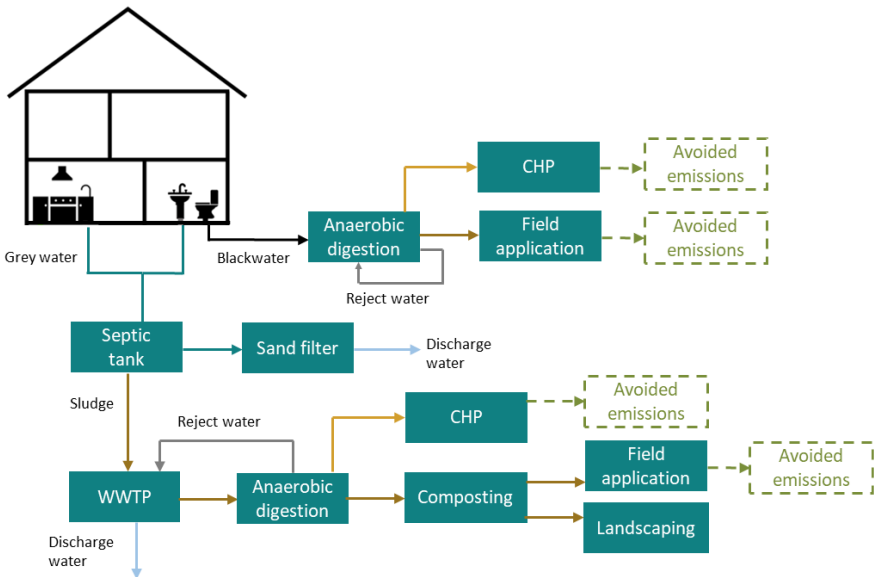 CHP
Avoided
emissions
Grey water
Blackwater
Anaerobic
digestion
Field
application
Avoided
emissions
Reject water
Septic
tank
Sand filter
Discharge
water
Sludge
Reject water
CHP
Avoided
emissions
WWTP
Anaerobic
digestion
Composting
Field
application
Avoided
emissions
Landscaping
Discharge
water